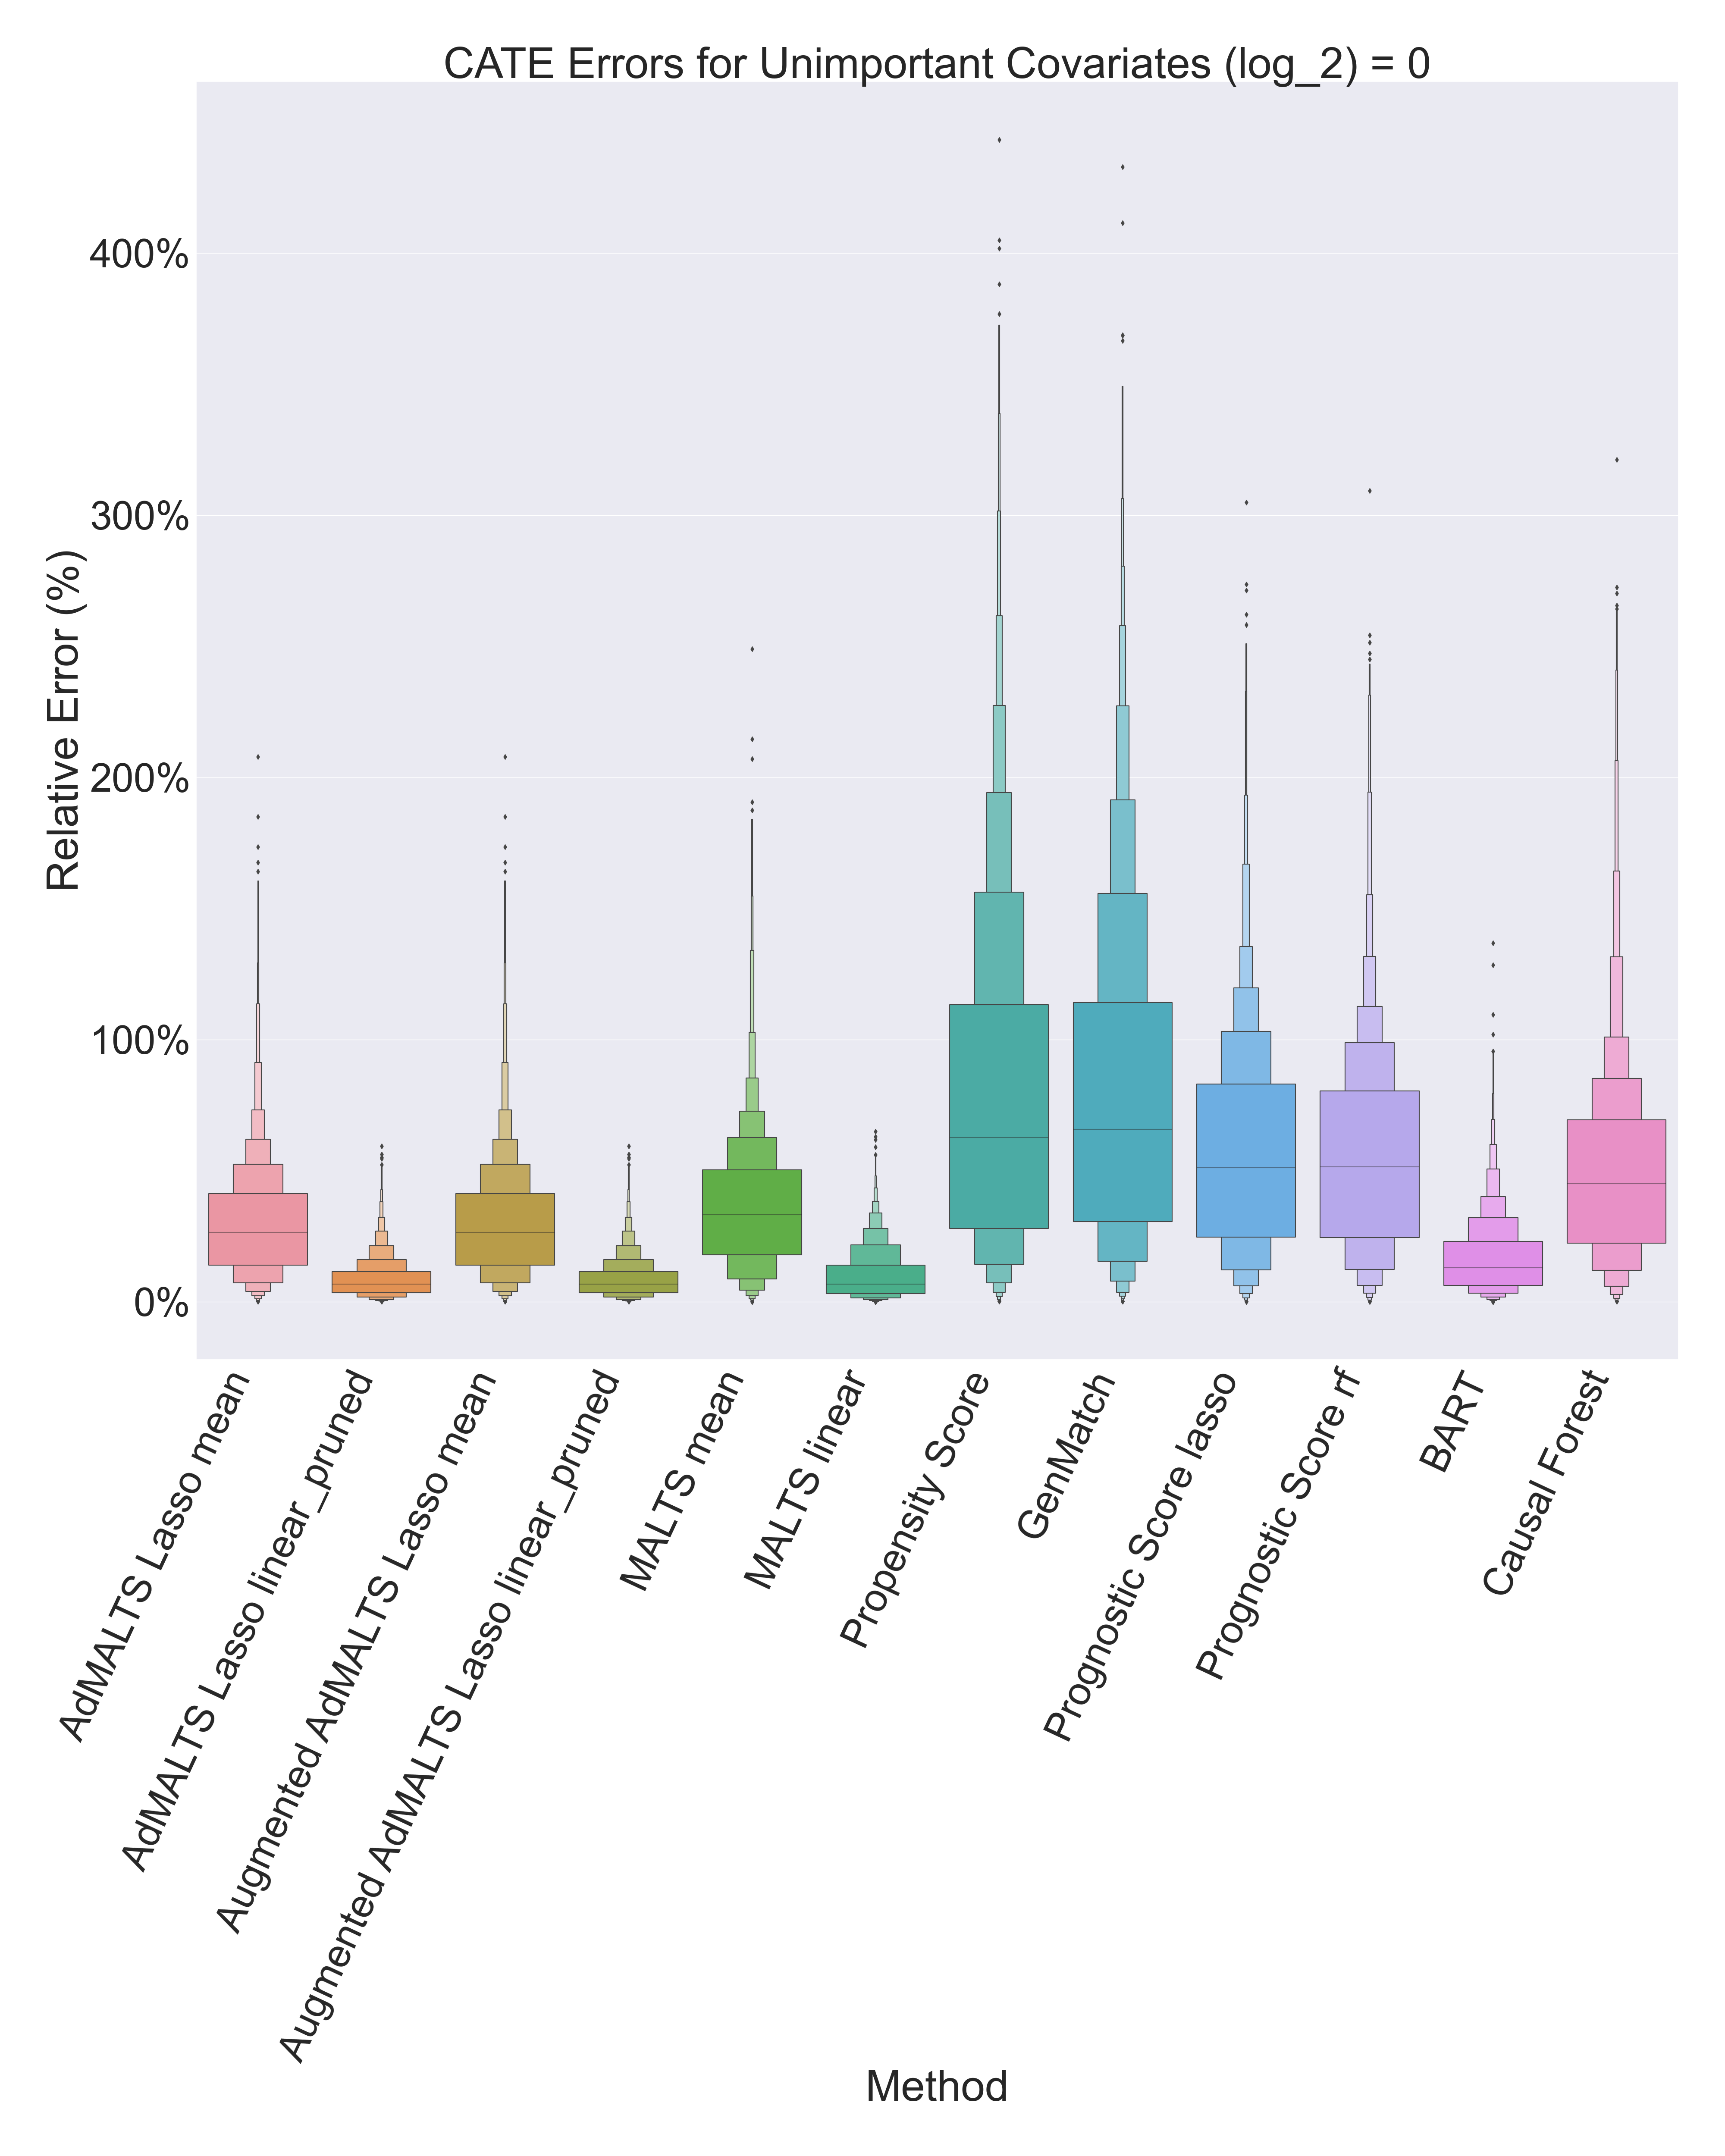 CATE Errors for Unimportant Covariates (log_2) = 0
Relative Error (%)
400%
300%
200%
100%
0%
AdMALTS Lasso mean
AdMALTS Lasso linear_pruned
Augmented AdMALTS Lasso mean
Augmented AdMALTS Lasso linear_pruned
MALTS mean
MALTS linear
Propensity Score
GenMatch
Prognostic Score lasso
Prognostic Score rf
BART
Causal Forest
Method